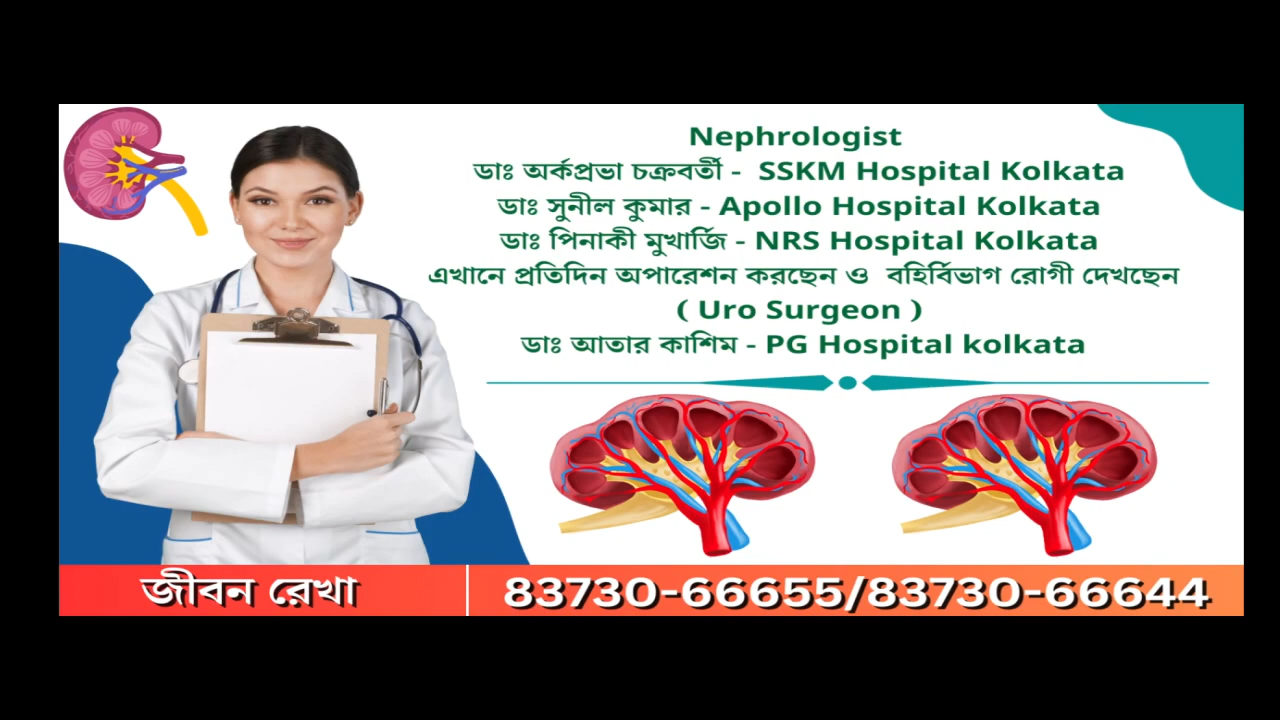 Nephrologist
ডাঃ অর্কপ্রভা চক্রবর্তী - SSKM Hospital Kolkata
ডাঃ সুনীল কুমার - Apollo Hospital Kolkata
ডাঃ পিনাকী মুখার্জি - NRS Hospital Kolkata
এখানে প্রতিদিন অপারেশন করছেন ও বহির্বিভাগ রোগী দেখছেন
( Uro Surgeon )
ডাঃ আতার কাশিম - PG Hospital kolkata
জীবন রেখা
83730-66655/83730-66644